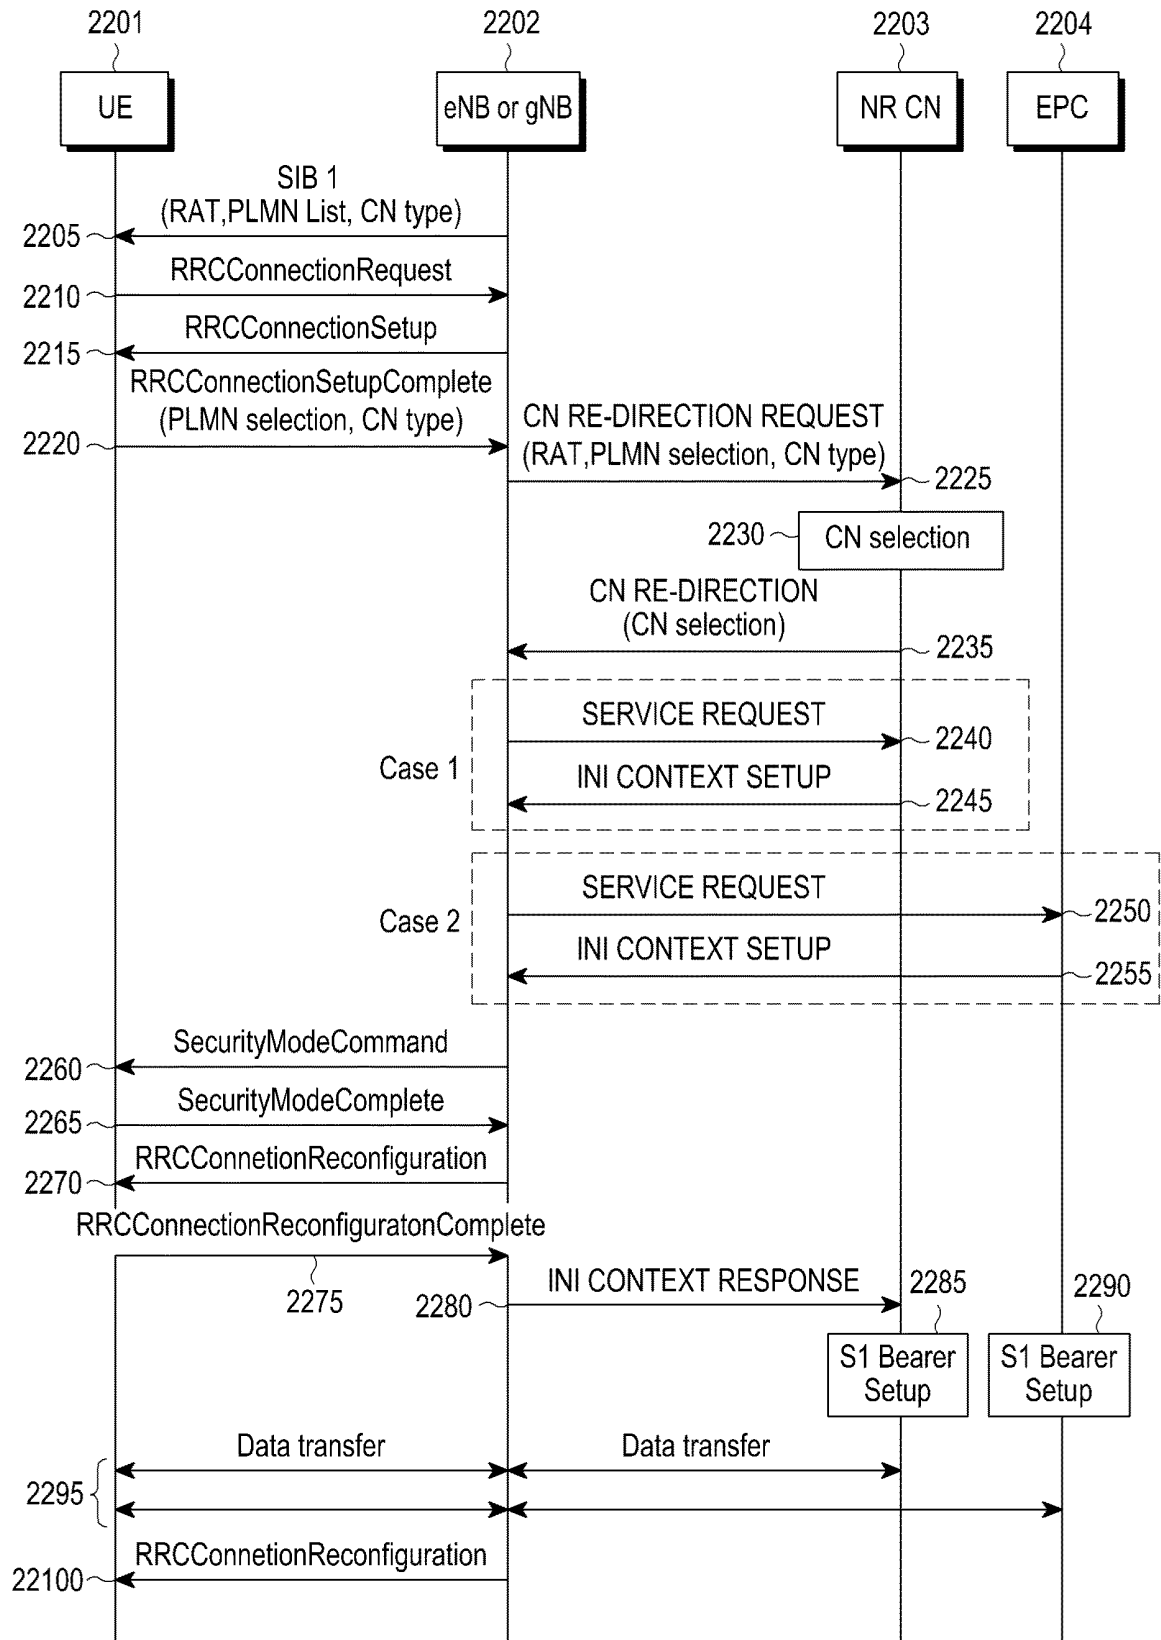 2201
2202
2203
2204
UE
eNB or gNB
NR CN
EPC
SIB 1
(RAT,PLMN List, CN type)
2205
RRCConnectionRequest
2210
RRCConnectionSetup
2215
RRCConnectionSetupComplete
(PLMN selection, CN type)
2220
CN RE-DIRECTION REQUEST
(RAT,PLMN selection, CN type)
2225
2230
CN selection
CN RE-DIRECTION
(CN selection)
2235
Case 1
SERVICE REQUEST
2240
INI CONTEXT SETUP
2245
Case 2
SERVICE REQUEST
2250
INI CONTEXT SETUP
2255
SecurityModeCommand
2260
SecurityModeComplete
2265
RRCConnetionReconfiguration
2270
RRCConnectionReconfiguratonComplete
2275
2280
INI CONTEXT RESPONSE
2285
2290
S1 Bearer
Setup
S1 Bearer
Setup
Data transfer
Data transfer
2295
RRCConnetionReconfiguration
22100